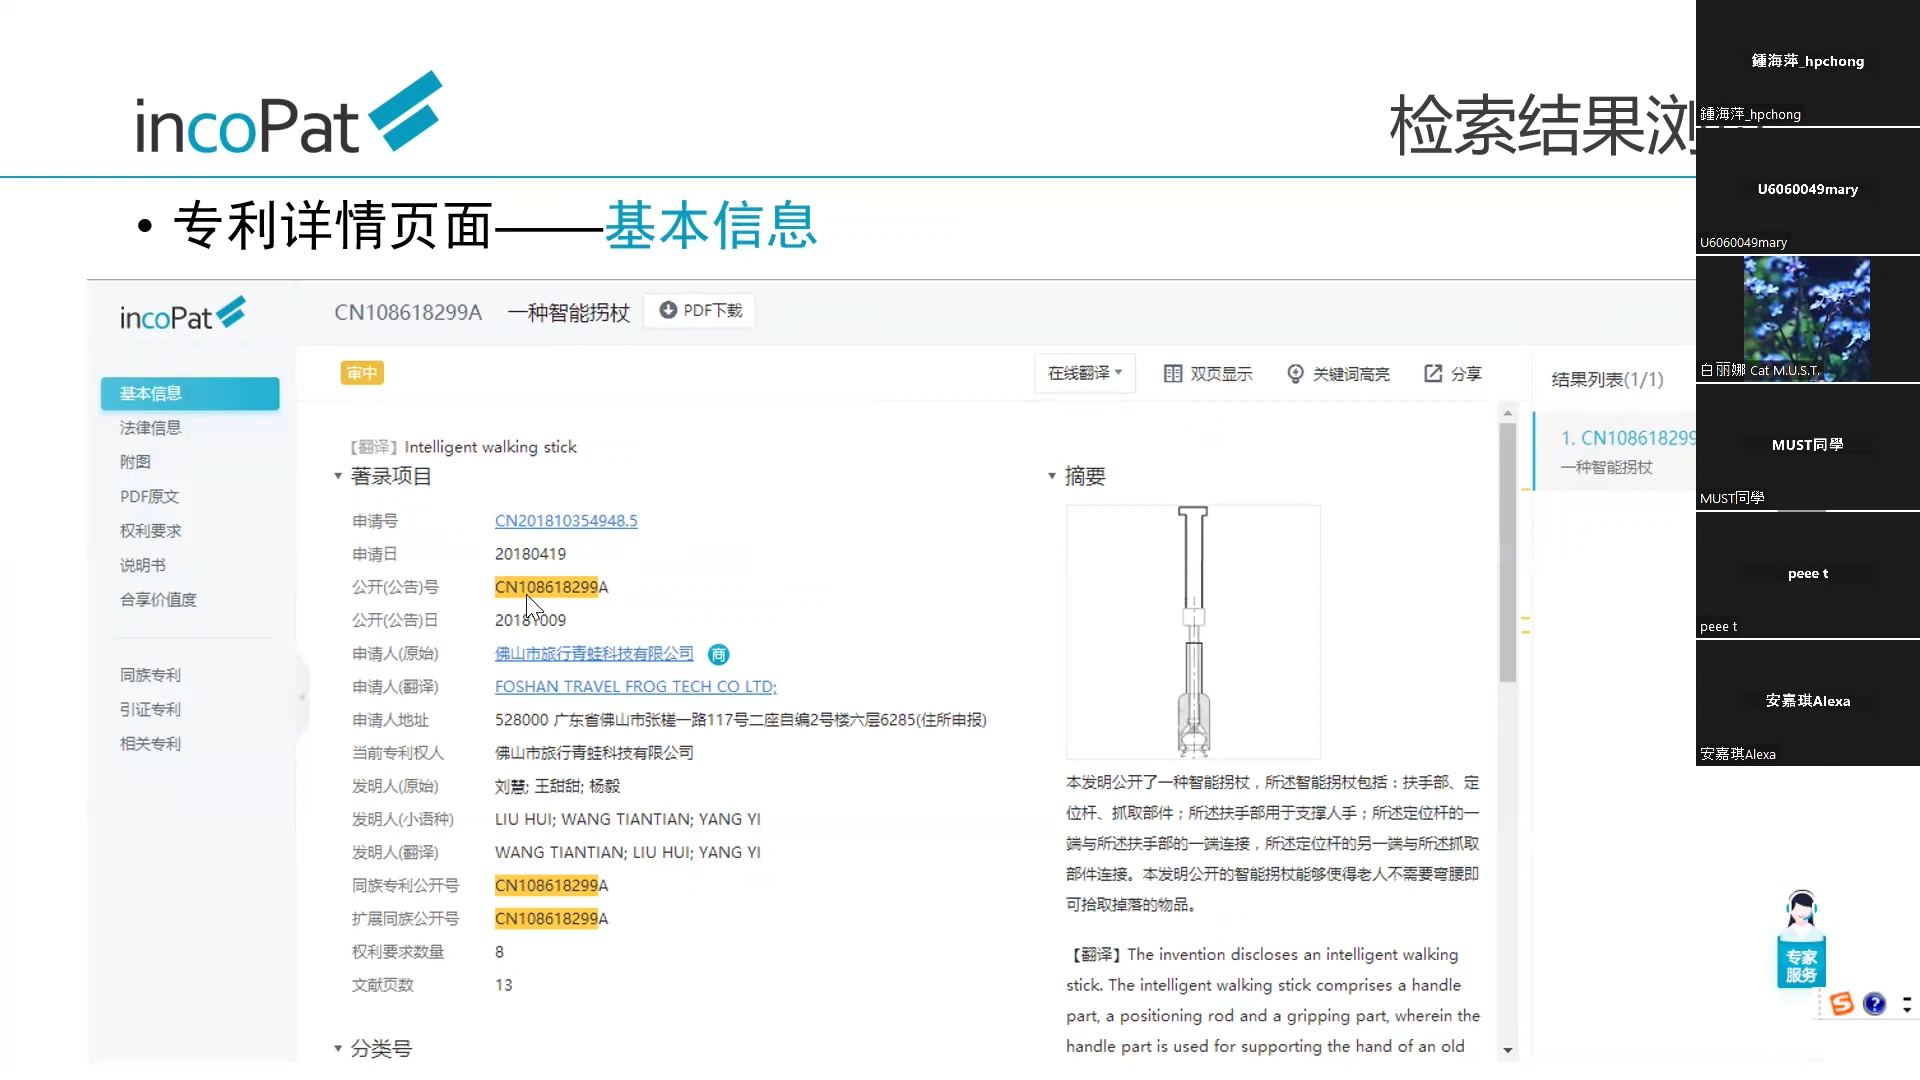 incoPat
检索结果浏
• 专利详情页面——基本信息
incoPat
CN108618299A 一种智能拐杖 PDF下载
基本信息
法律信息
附图
PDF原文
权利要求
说明书
合享价值度
同族专利
引证专利
相关专利
审中
在线翻译 双页显示 关键词高亮 分享
【翻译】Intelligent walking stick
著录项目
申请号 CN201810354948.5
申请日 20180419
公开(公告)号 CN108618299A
公开(公告)日 20181009
申请人(原始) 佛山市旅行青蛙科技有限公司 商
申请人(翻译) FOSHAN TRAVEL FROG TECH CO LTD;
申请人地址 528000 广东省佛山市张槎一路117号二座自编2号楼六层6285(住所申报)
当前专利权人 佛山市旅行青蛙科技有限公司
发明人(原始) 刘慧; 王甜甜; 杨毅
发明人(小语种) LIU HUI; WANG TIANTIAN; YANG YI
发明人(翻译) WANG TIANTIAN; LIU HUI; YANG YI
同族专利公开号 CN108618299A
扩展同族公开号 CN108618299A
权利要求数量 8
文献页数 13
分类号
摘要
本发明公开了一种智能拐杖，所述智能拐杖包括：扶手部、定
位杆、抓取部件；所述扶手部用于支撑人手；所述定位杆的一
端与所述扶手部的一端连接，所述定位杆的另一端与所述抓取
部件连接。本发明公开的智能拐杖能够使得老人不需要弯腰即
可拾取掉落的物品。
【翻译】The invention discloses an intelligent walking
stick. The intelligent walking stick comprises a handle
part, a positioning rod and a gripping part, wherein the
handle part is used for supporting the hand of an old
结果列表(1/1)
1. CN108618299
一种智能拐杖
专家
服务
鍾海萍_hpchong
鍾海萍_hpchong
U6060049mary
U6060049mary
白丽娜 Cat M.U.S.T.
MUST同學
MUST同學
peee t
peee t
安嘉琪Alexa
安嘉琪Alexa